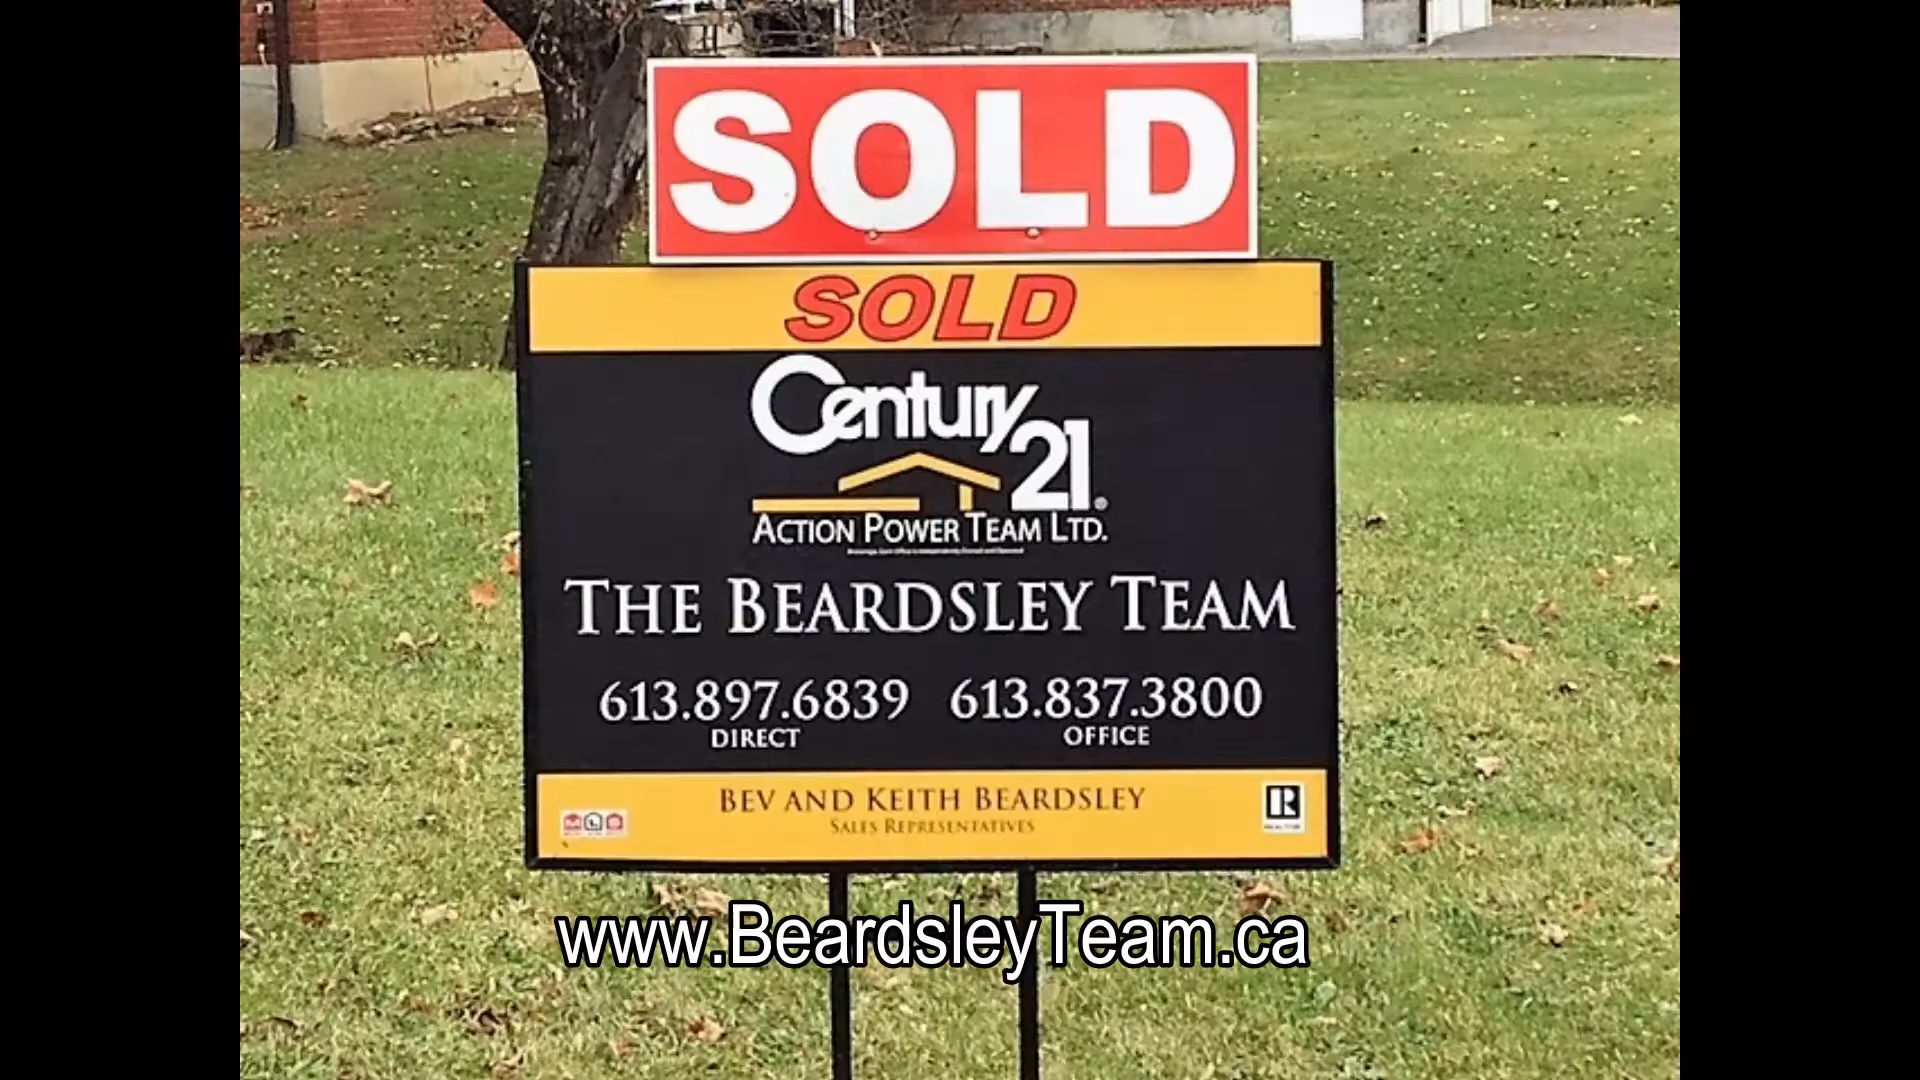 SOLD
SOLD
Century 21®
ACTION POWER TEAM LTD.
THE BEARDSLEY TEAM
613.897.6839 613.837.3800
DIRECT OFFICE
BEV AND KEITH BEARDSLEY
SALES REPRESENTATIVES
www.BeardsleyTeam.ca